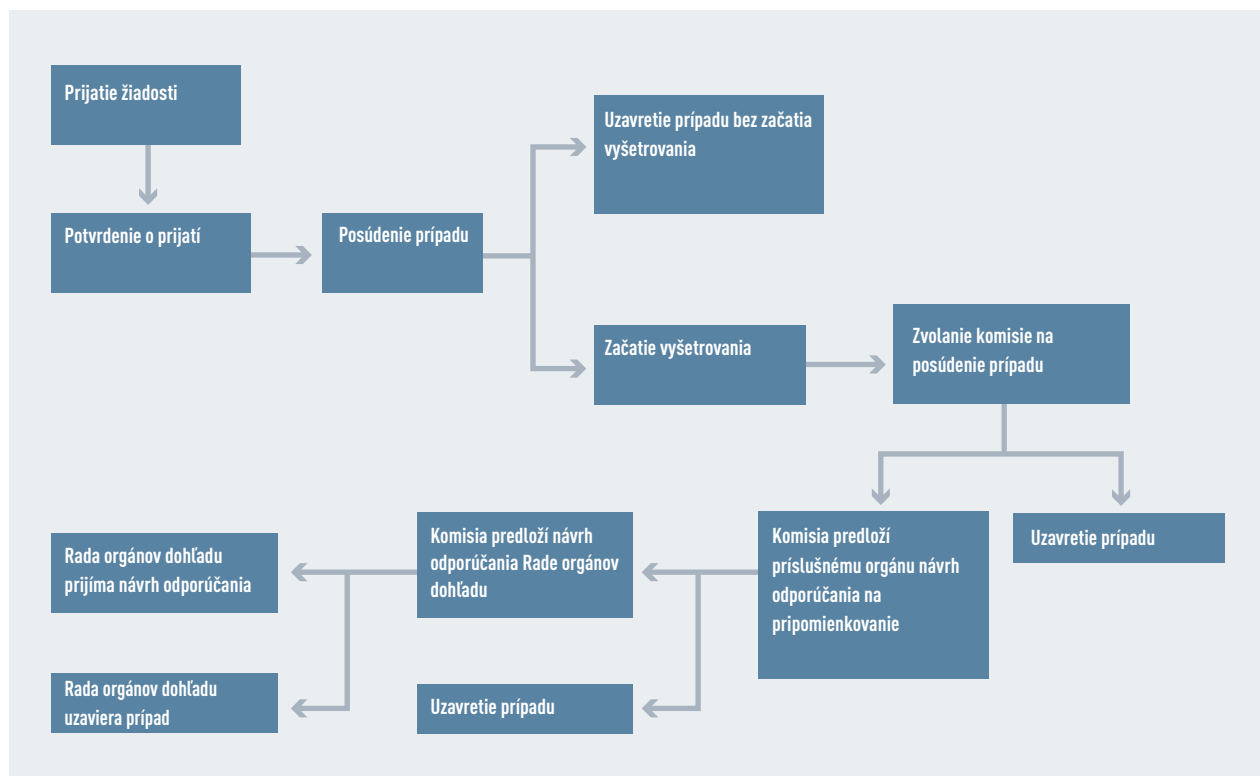 Prijatie žiadosti
Potvrdenie o prijatí
Posúdenie prípadu
Uzavretie prípadu bez začatia
vyšetrovania
Začatie vyšetrovania
Zvolanie komisie na
posúdenie prípadu
Uzavretie prípadu
Komisia predloží
príslušnému orgánu návrh
odporúčania na
pripomienkovanie
Komisia predloží návrh
odporúčania Rade orgánov
dohľadu
Uzavretie prípadu
Rada orgánov dohľadu
prijíma návrh odporúčania
Rada orgánov dohľadu
uzaviera prípad